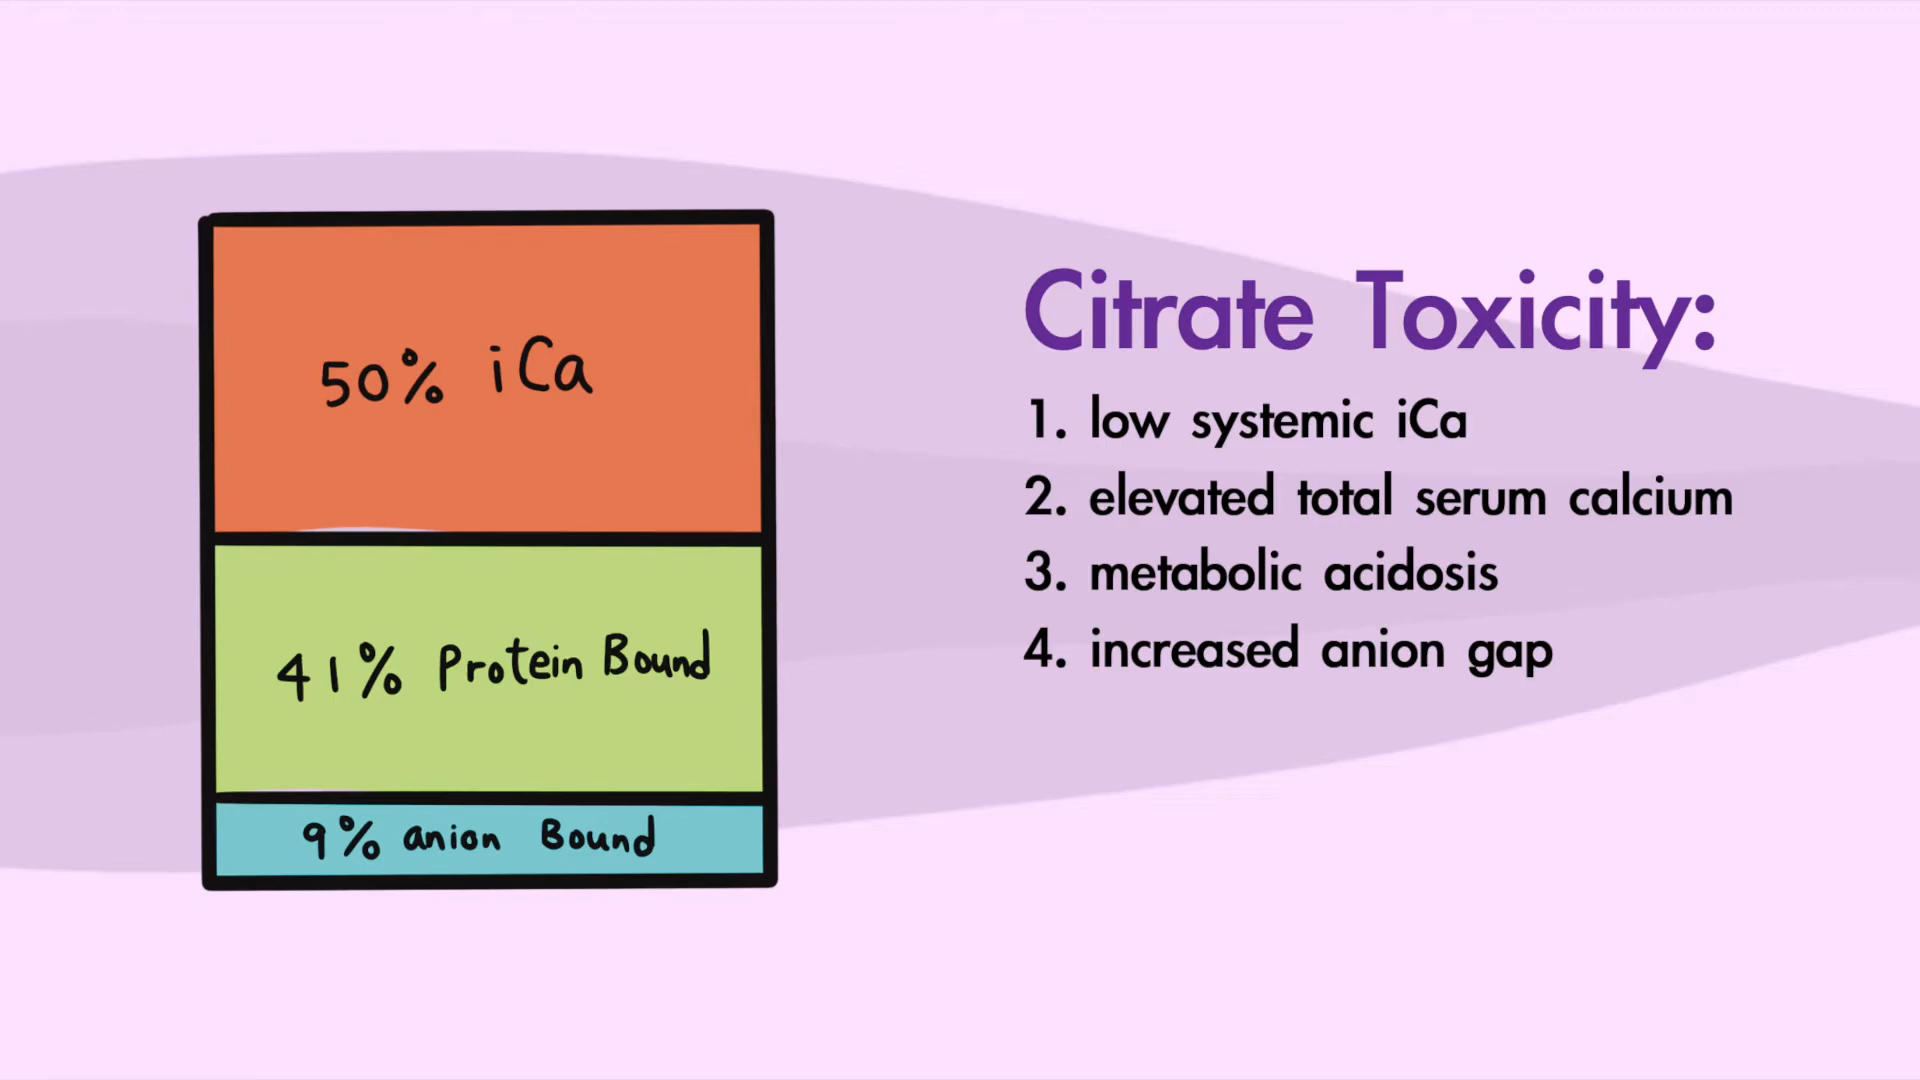 50% iCa
41% Protein Bound
9% anion Bound
Citrate Toxicity:
1. low systemic iCa
2. elevated total serum calcium
3. metabolic acidosis
4. increased anion gap